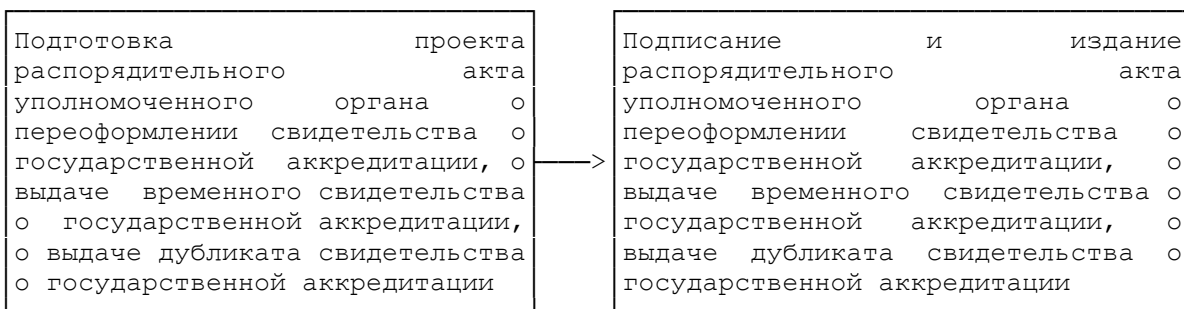 Подготовка проекта
распорядительного акта
уполномоченного органа о
переоформлении свидетельства о
государственной аккредитации, о
выдаче временного свидетельства
о государственной аккредитации,
о выдаче дубликата свидетельства
о государственной аккредитации
Подписание и издание
распорядительного акта
уполномоченного органа о
переоформлении свидетельства о
государственной аккредитации, о
выдаче временного свидетельства о
государственной аккредитации, о
выдаче дубликата свидетельства о
государственной аккредитации